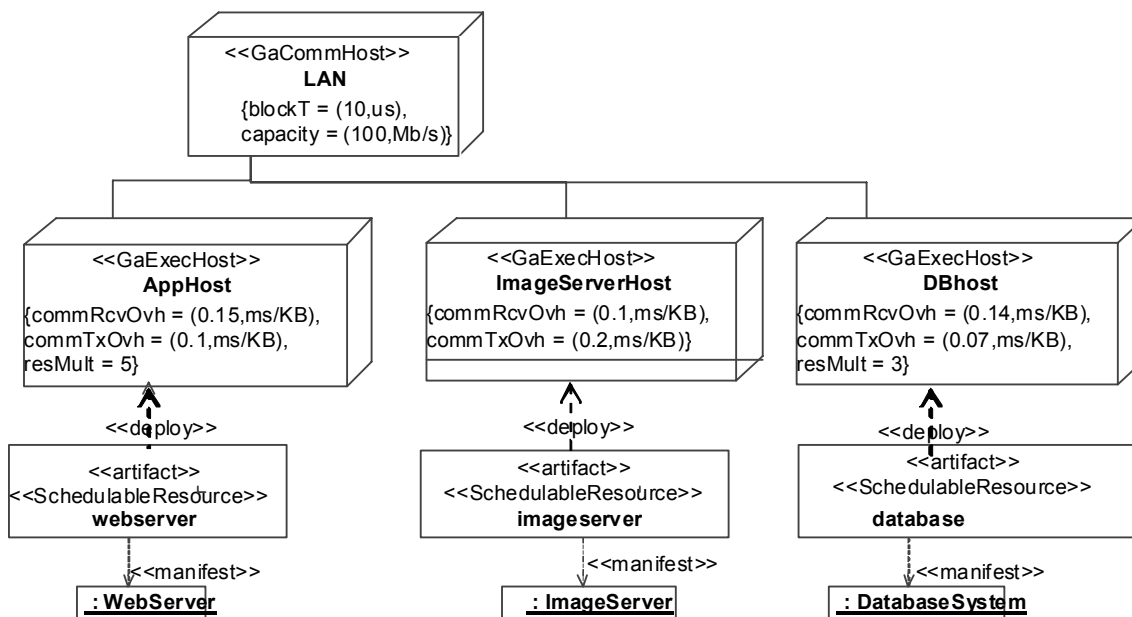 <<GaCommHost>>
LAN
{blockT = (10,us),
capacity = (100,Mb/s)}
<<GaExecHost>>
AppHost
{commRcvOvh = (0.15,ms/KB),
commTxOvh = (0.1,ms/KB),
resMult = 5}
<<GaExecHost>>
ImageServerHost
{commRcvOvh = (0.1,ms/KB),
commTxOvh = (0.2,ms/KB)}
<<GaExecHost>>
DBhost
{commRcvOvh = (0.14,ms/KB),
commTxOvh = (0.07,ms/KB),
resMult = 3}
<<deploy>>
<<deploy>>
<<deploy>>
<<artifact>>
<<SchedulableResource>>
webserver
<<artifact>>
<<SchedulableResource>>
imageserver
<<artifact>>
<<SchedulableResource>>
database
<<manifest>>
<<manifest>>
<<manifest>>
: WebServer
: ImageServer
: DatabaseSystem